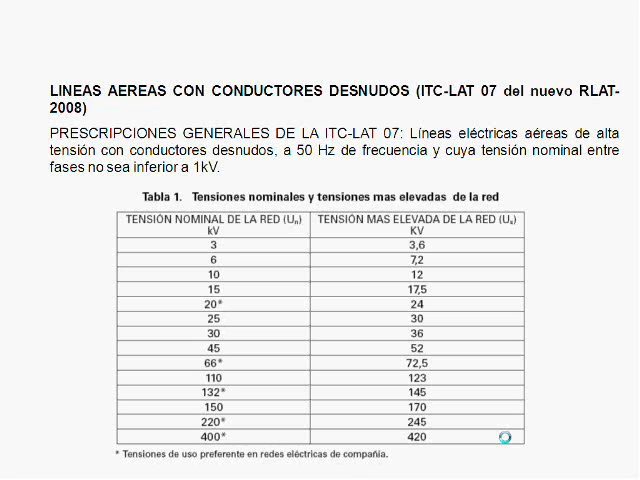 LINEAS AEREAS CON CONDUCTORES DESNUDOS (ITC-LAT 07 del nuevo RLAT-
2008)
PRESCRIPCIONES GENERALES DE LA ITC-LAT 07: Líneas eléctricas aéreas de alta
tensión con conductores desnudos, a 50 Hz de frecuencia y cuya tensión nominal entre
fases no sea inferior a 1kV.
Tabla 1. Tensiones nominales y tensiones mas elevadas de la red
TENSIÓN NOMINAL DE LA RED (Uₙ) TENSIÓN MAS ELEVADA DE LA RED (Uₛ)
kV KV
3 3,6
6 7,2
10 12
15 17,5
20* 24
25 30
30 36
45 52
66* 72,5
110 123
132* 145
150 170
220* 245
400* 420
* Tensiones de uso preferente en redes eléctricas de compañía.